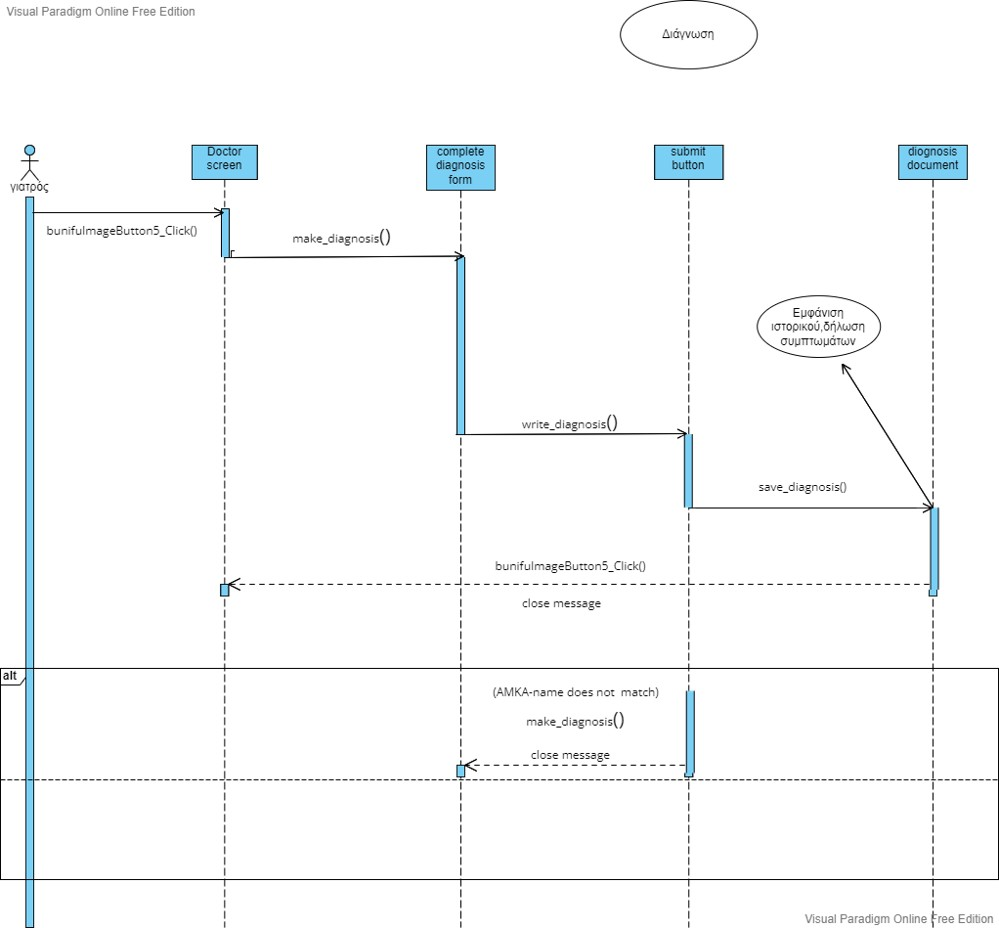 Visual Paradigm Online Free Edition
Διάγνωση
γιατρός
Doctor
screen
complete
diagnosis
form
submit
button
diognosis
document
bunifuImageButton5_Click()
make_diagnosis()
Εμφάνιση
ιστορικού,δήλωση
συμπτωμάτων
write_diagnosis()
save_diagnosis()
bunifuImageButton5_Click()
close message
alt
(AMKA-name does not match)
make_diagnosis()
close message
Visual Paradigm Online Free Edition